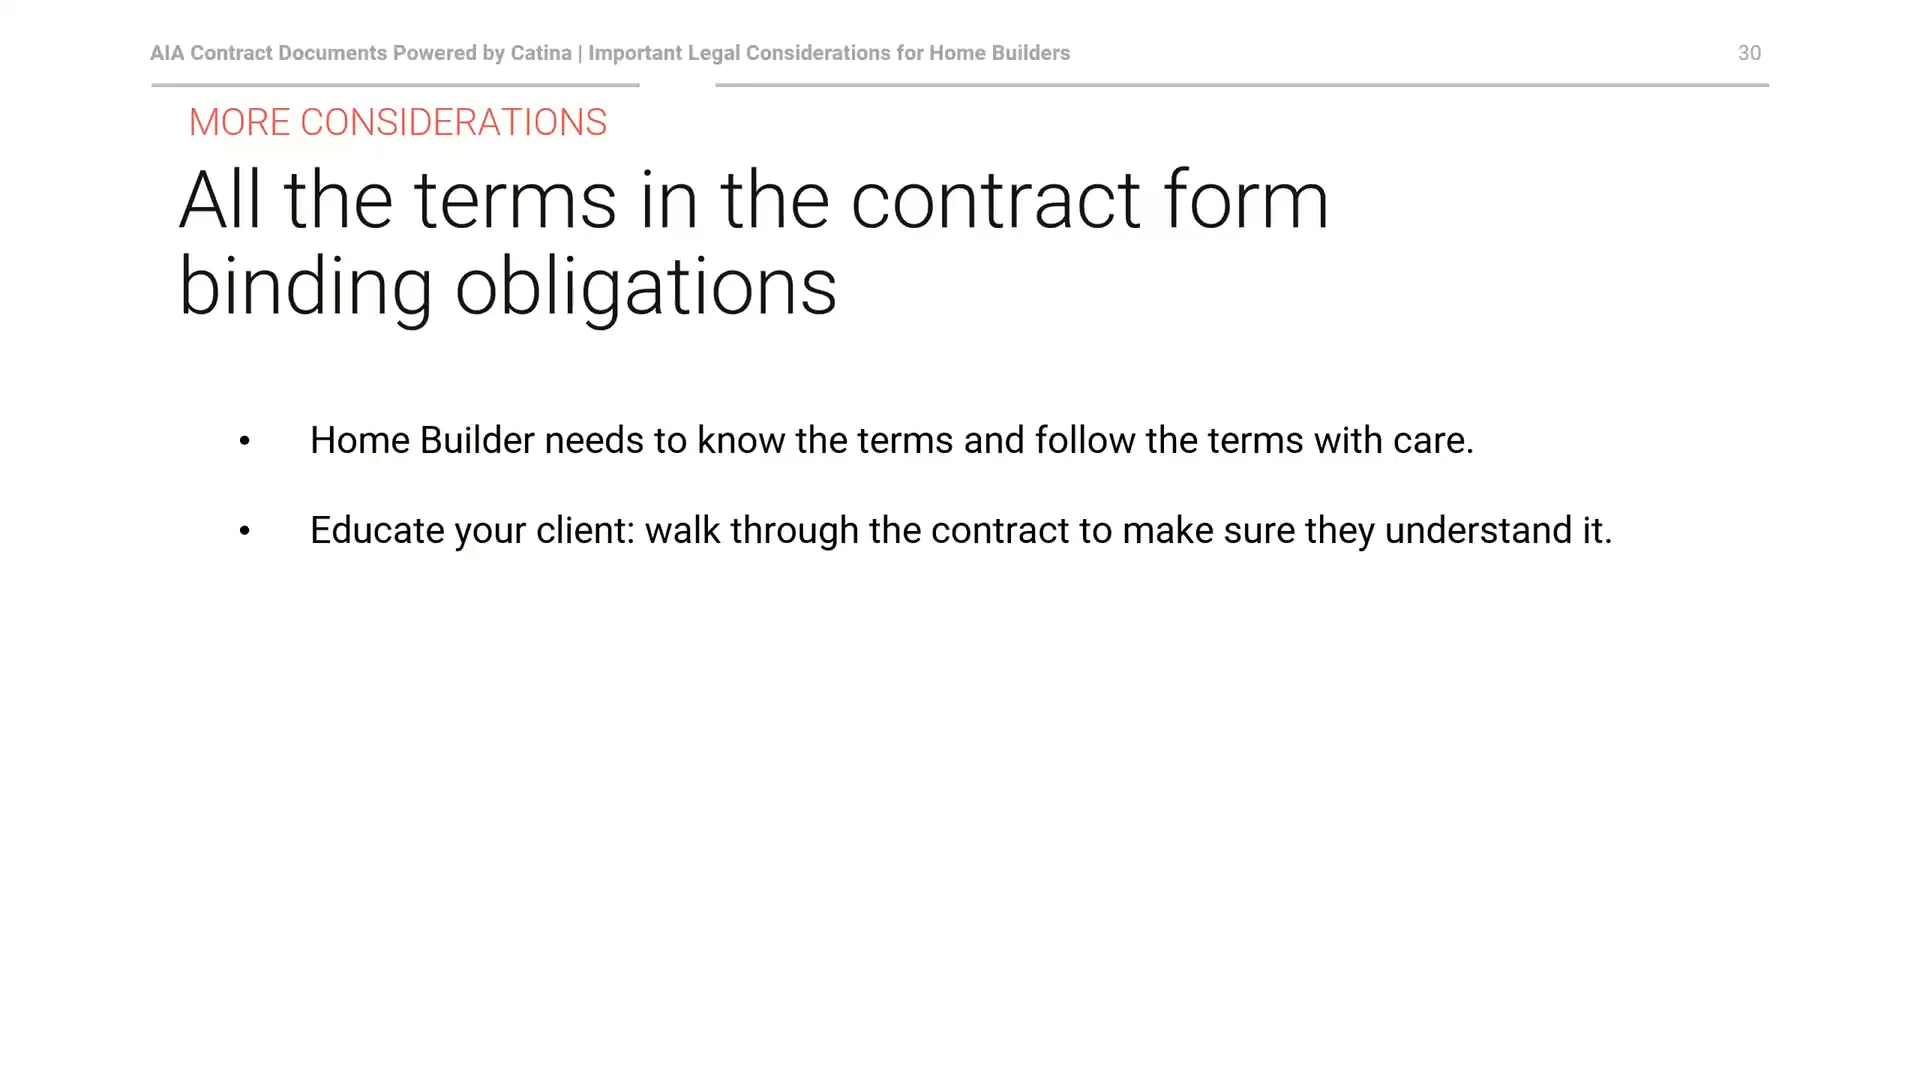 AIA Contract Documents Powered by Catina | Important Legal Considerations for Home Builders
30
MORE CONSIDERATIONS
All the terms in the contract form
binding obligations
• Home Builder needs to know the terms and follow the terms with care.
• Educate your client: walk through the contract to make sure they understand it.